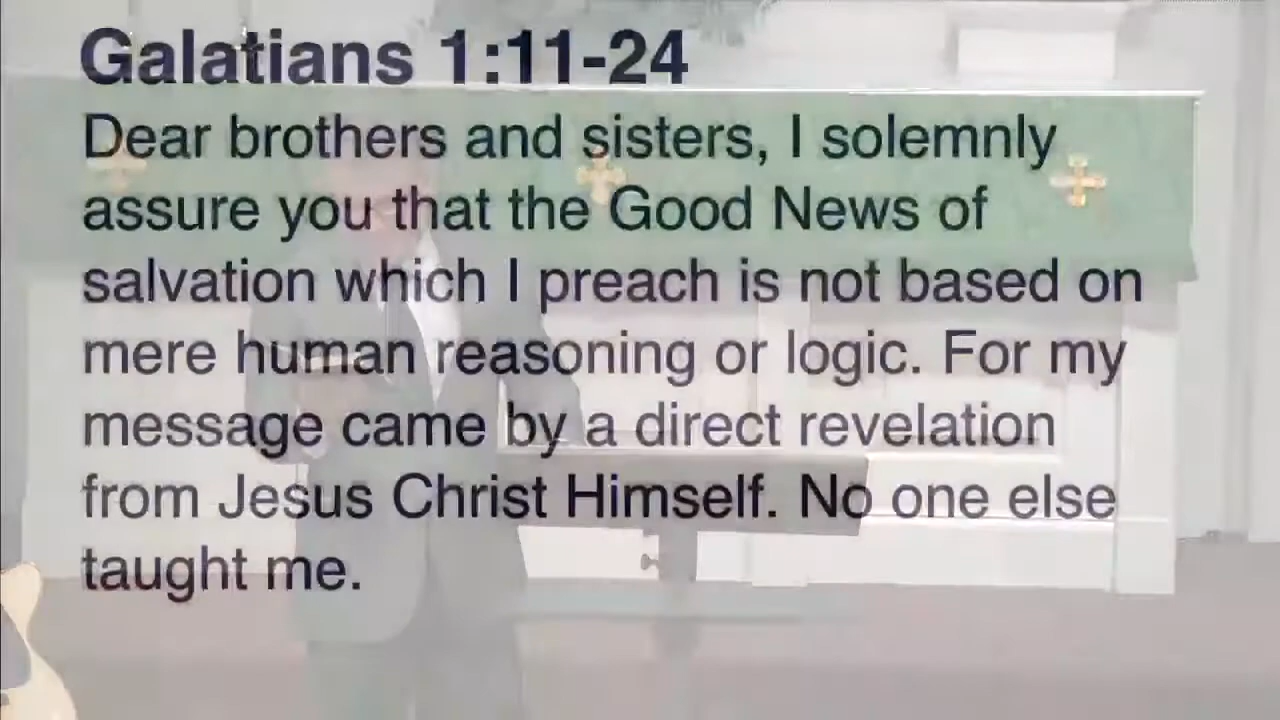 Galatians 1:11-24
Dear brothers and sisters, I solemnly
assure you that the Good News of
salvation which I preach is not based on
mere human reasoning or logic. For my
message came by a direct revelation
from Jesus Christ Himself. No one else
taught me.